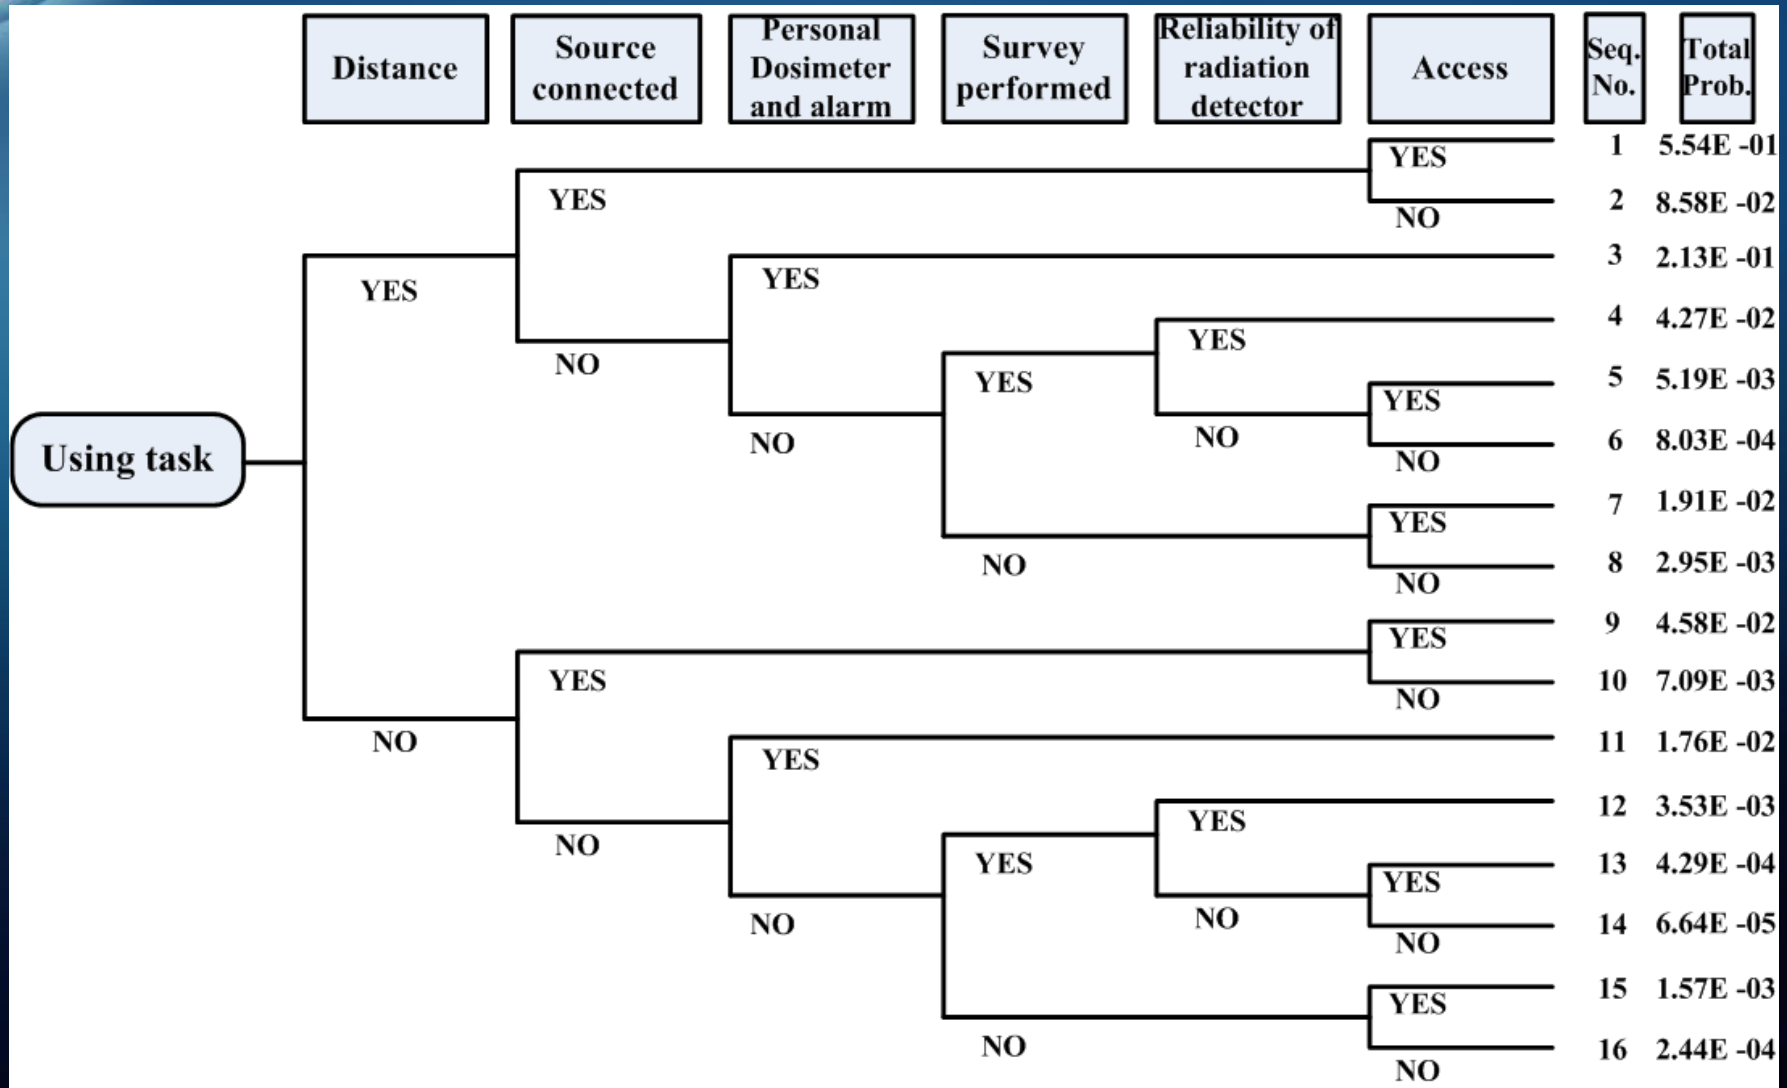 Distance
Source
connected
Personal
Dosimeter
and alarm
Survey
performed
Reliability of
radiation
detector
Access
Seq.
No.
Total
Prob.
Using task
YES
NO
YES
NO
YES
NO
YES
NO
YES
NO
YES
NO
YES
NO
YES
NO
YES
NO
YES
NO
YES
NO
YES
NO
YES
NO
YES
NO
YES
NO
1 5.54E -01
2 8.58E -02
3 2.13E -01
4 4.27E -02
5 5.19E -03
6 8.03E -04
7 1.91E -02
8 2.95E -03
9 4.58E -02
10 7.09E -03
11 1.76E -02
12 3.53E -03
13 4.29E -04
14 6.64E -05
15 1.57E -03
16 2.44E -04